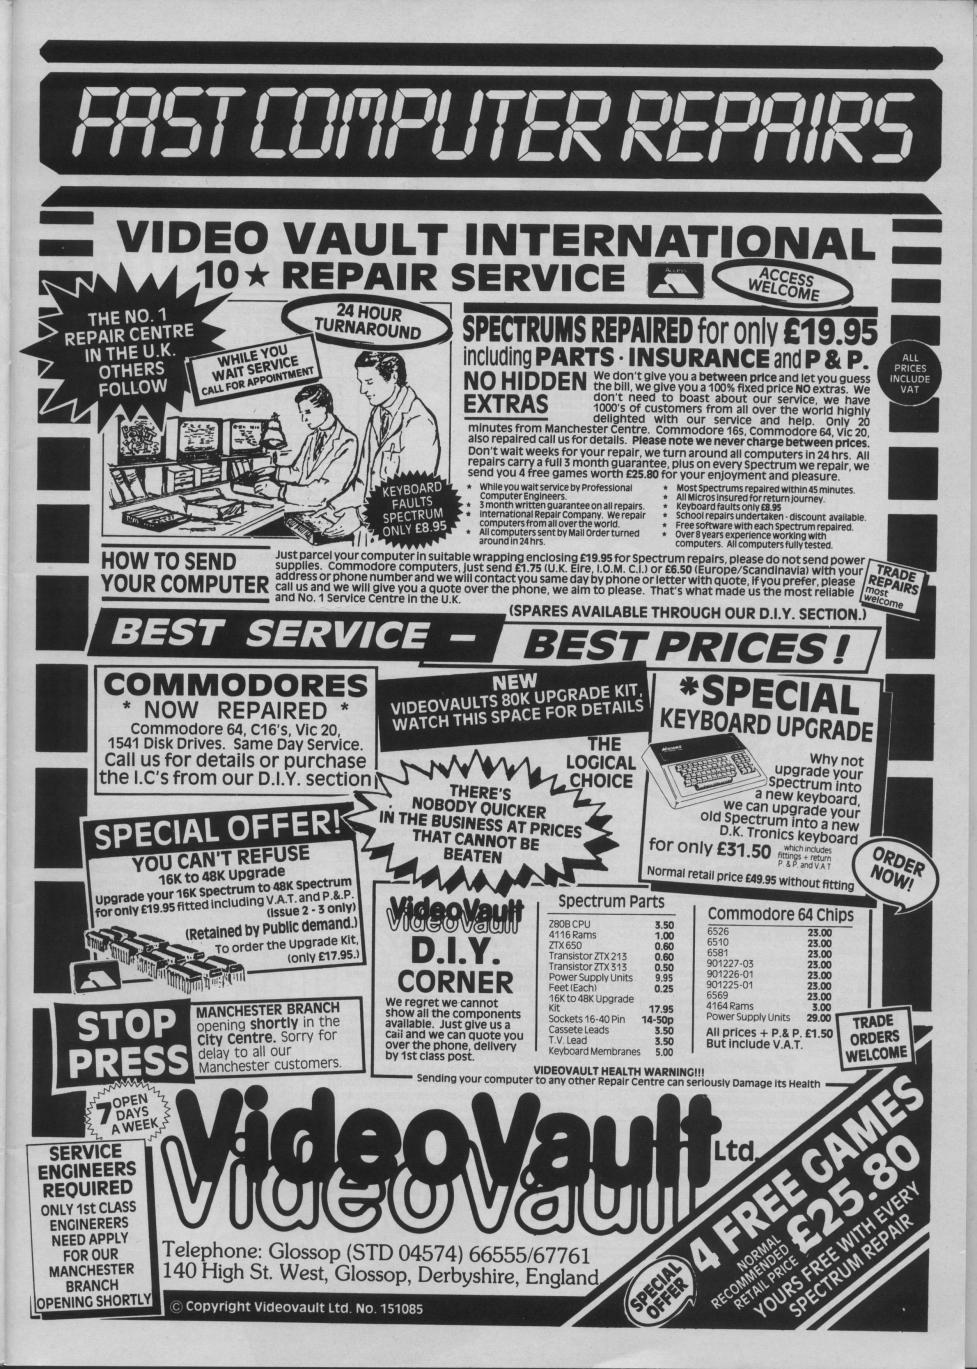 FAST COMPUTER REPAIRS
VIDEO VAULT INTERNATIONAL
10★ REPAIR SERVICE
ACCESS
WELCOME
THE NO. 1
REPAIR CENTRE
IN THE U.K.
OTHERS
FOLLOW
24 HOUR
TURNAROUND
WHILE YOU
WAIT SERVICE
CALL FOR APPOINTMENT
KEYBOARD
FAULTS
SPECTRUM
ONLY £8.95
SPECTRUMS REPAIRED for only £19.95
including PARTS · INSURANCE and P & P.
ALL
PRICES
INCLUDE
VAT
NO HIDDEN
EXTRAS
We don't give you a between price and let you guess
the bill, we give you a 100% fixed price NO extras. We
don't need to boast about our service, we have
1000's of customers from all over the world highly
delighted with our service and help. Only 20
minutes from Manchester Centre. Commodore 16s, Commodore 64, Vic 20,
also repaired call us for details. Please note we never charge between prices.
Don't wait weeks for your repair, we turn around all computers in 24 hrs. All
repairs carry a full 3 month guarantee, plus on every Spectrum we repair, we
send you 4 free games worth £25.80 for your enjoyment and pleasure.
★ While you wait service by Professional
Computer Engineers.
★ 3 month written guarantee on all repairs.
★ International Repair Company. We repair
computers from all over the world.
★ All computers sent by Mail Order turned
around in 24 hrs.
★ Most Spectrums repaired within 45 minutes.
★ All Micros insured for return journey.
★ Keyboard faults only £8.95
★ School repairs undertaken - discount available.
★ Free software with each Spectrum repaired.
★ Over 8 years experience working with
computers. All computers fully tested.
HOW TO SEND
YOUR COMPUTER
Just parcel your computer in suitable wrapping enclosing £19.95 for Spectrum repairs, please do not send power
supplies. Commodore computers, just send £1.75 (U.K. Eire, I.O.M. C.I.) or £6.50 (Europe/Scandinavia) with your
address or phone number and we will contact you same day by phone or letter with quote, if you prefer, please
call us and we will give you a quote over the phone, we aim to please. That's what made us the most reliable
and No. 1 Service Centre in the U.K.
TRADE
REPAIRS
most
welcome
(SPARES AVAILABLE THROUGH OUR D.I.Y. SECTION.)
BEST SERVICE –
BEST PRICES!
COMMODORES
* NOW REPAIRED *
Commodore 64, C16's, Vic 20,
1541 Disk Drives. Same Day Service.
Call us for details or purchase
the I.C's from our D.I.Y. section
NEW
VIDEOVAULTS 80K UPGRADE KIT,
WATCH THIS SPACE FOR DETAILS
THE
LOGICAL
CHOICE
THERE'S
NOBODY QUICKER
IN THE BUSINESS AT PRICES
THAT CANNOT BE
BEATEN
*SPECIAL
KEYBOARD UPGRADE
Why not
upgrade your
Spectrum into
a new keyboard,
we can upgrade your
old Spectrum into a new
D.K. Tronics keyboard
for only £31.50
which includes
fittings + return
P & P. and V.A.T
Normal retail price £49.95 without fitting
ORDER
NOW!
SPECIAL OFFER!
YOU CAN'T REFUSE
16K to 48K Upgrade
Upgrade your 16K Spectrum to 48K Spectrum
for only £19.95 fitted including V.A.T. and P.&.P.
(Issue 2 - 3 only)
(Retained by Public demand.)
To order the Upgrade Kit,
(only £17.95.)
VideoVault
VideoVault
D.I.Y.
CORNER
We regret we cannot
show all the components
available. Just give us a
Call and we can quote you
over the phone, delivery
by 1st class post.
Spectrum Parts
Z80B CPU 3.50
4116 Rams 1.00
ZTX 650 0.60
Transistor ZTX 213 0.60
Transistor ZTX 313 0.50
Power Supply Units 9.95
Feet (Each) 0.25
16K to 48K Upgrade
Kit 17.95
Sockets 16-40 Pin 14-50p
Cassete Leads 3.50
T.V. Lead 3.50
Keyboard Membranes 5.00
Commodore 64 Chips
6526 23.00
6510 23.00
6581 23.00
901227-03 23.00
901226-01 23.00
901225-01 23.00
6569 23.00
4164 Rams 3.00
Power Supply Units 29.00
All prices + P.& P. £1.50
But include V.A.T.
TRADE
ORDERS
WELCOME
STOP
PRESS
MANCHESTER BRANCH
opening shortly in the
City Centre. Sorry for
delay to all our
Manchester customers.
VIDEOVAULT HEALTH WARNING!!!
Sending your computer to any other Repair Centre can seriously Damage its Health
7 OPEN
DAYS
A WEEK
SERVICE
ENGINEERS
REQUIRED
ONLY 1st CLASS
ENGINERERS
NEED APPLY
FOR OUR
MANCHESTER
BRANCH
OPENING SHORTLY
VideoVault Ltd.
VideoVault
Telephone: Glossop (STD 04574) 66555/67761
140 High St. West, Glossop, Derbyshire, England
© Copyright Videovault Ltd. No. 151085
SPECIAL
OFFER
4 FREE GAMES
NORMAL
RECOMMENDED
RETAIL PRICE
£25.80
YOURS FREE WITH EVERY
SPECTRUM REPAIR